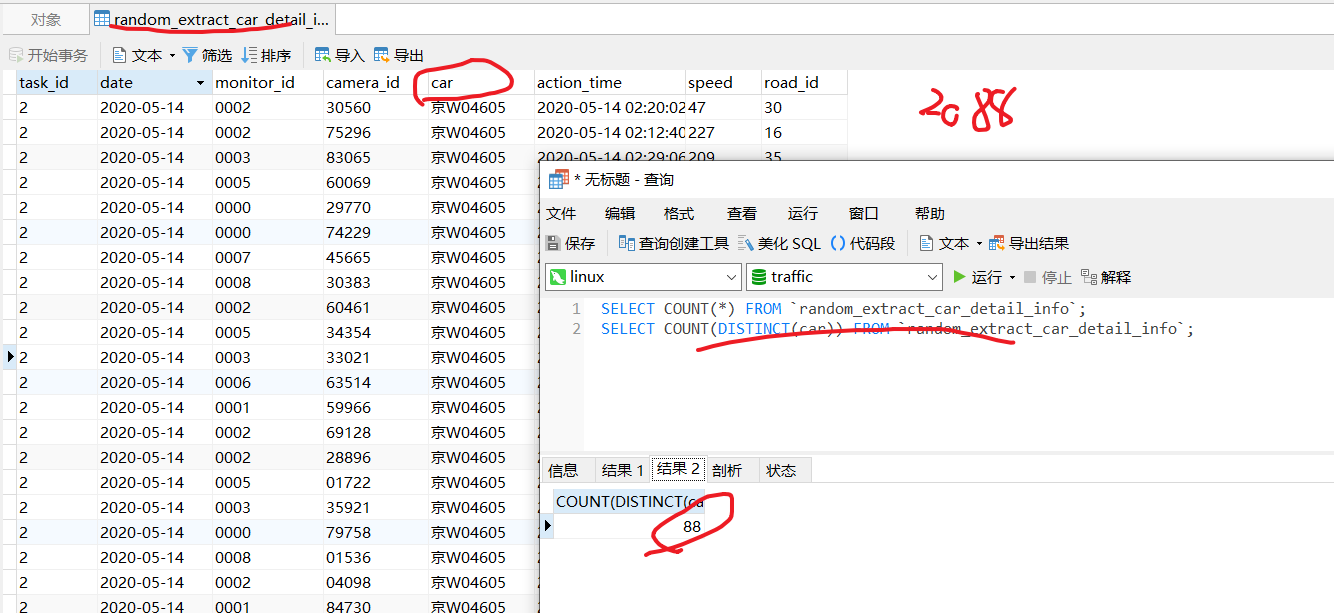 对象 random_extract_car_detail_i...
开始事务 文本 筛选 排序 导入 导出
task_id date monitor_id camera_id car action_time speed road_id
2 2020-05-14 0002 30560 京W04605 2020-05-14 02:20:02 47 30
2 2020-05-14 0002 75296 京W04605 2020-05-14 02:12:40 227 16
2 2020-05-14 0003 83065 京W04605 2020-05-14 02:29:06 209 35
2 2020-05-14 0005 60069 京W04605
2 2020-05-14 0000 29770 京W04605
2 2020-05-14 0000 74229 京W04605
2 2020-05-14 0007 45665 京W04605
2 2020-05-14 0008 30383 京W04605
2 2020-05-14 0002 60461 京W04605
2 2020-05-14 0005 34354 京W04605
2 2020-05-14 0003 33021 京W04605
2 2020-05-14 0006 63514 京W04605
2 2020-05-14 0001 59966 京W04605
2 2020-05-14 0002 69128 京W04605
2 2020-05-14 0002 28896 京W04605
2 2020-05-14 0005 01722 京W04605
2 2020-05-14 0003 35921 京W04605
2 2020-05-14 0000 79758 京W04605
2 2020-05-14 0008 01536 京W04605
2 2020-05-14 0002 04098 京W04605
2 2020-05-14 0001 84730 京W04605
20 88
* 无标题 - 查询
文件 编辑 格式 查看 运行 窗口 帮助
保存 查询创建工具 美化 SQL () 代码段 文本 导出结果
linux traffic 运行 停止 解释
1 SELECT COUNT(*) FROM `random_extract_car_detail_info`;
2 SELECT COUNT(DISTINCT(car)) FROM `random_extract_car_detail_info`;
信息 结果 1 结果 2 剖析 状态
COUNT(DISTINCT(ca
88